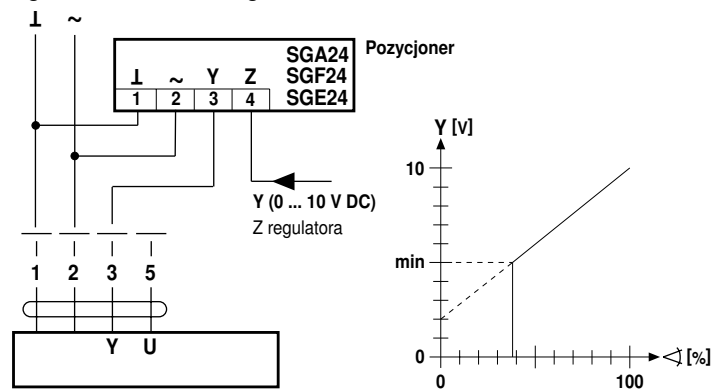 ⊥ ~
SGA24
SGF24
SGE24
Pozycjoner
⊥ ~ Y Z
1 2 3 4
Y (0 ... 10 V DC)
Z regulatora
1 2 3 5
Y U
Y [V]
10
min
0
0 100
[%]